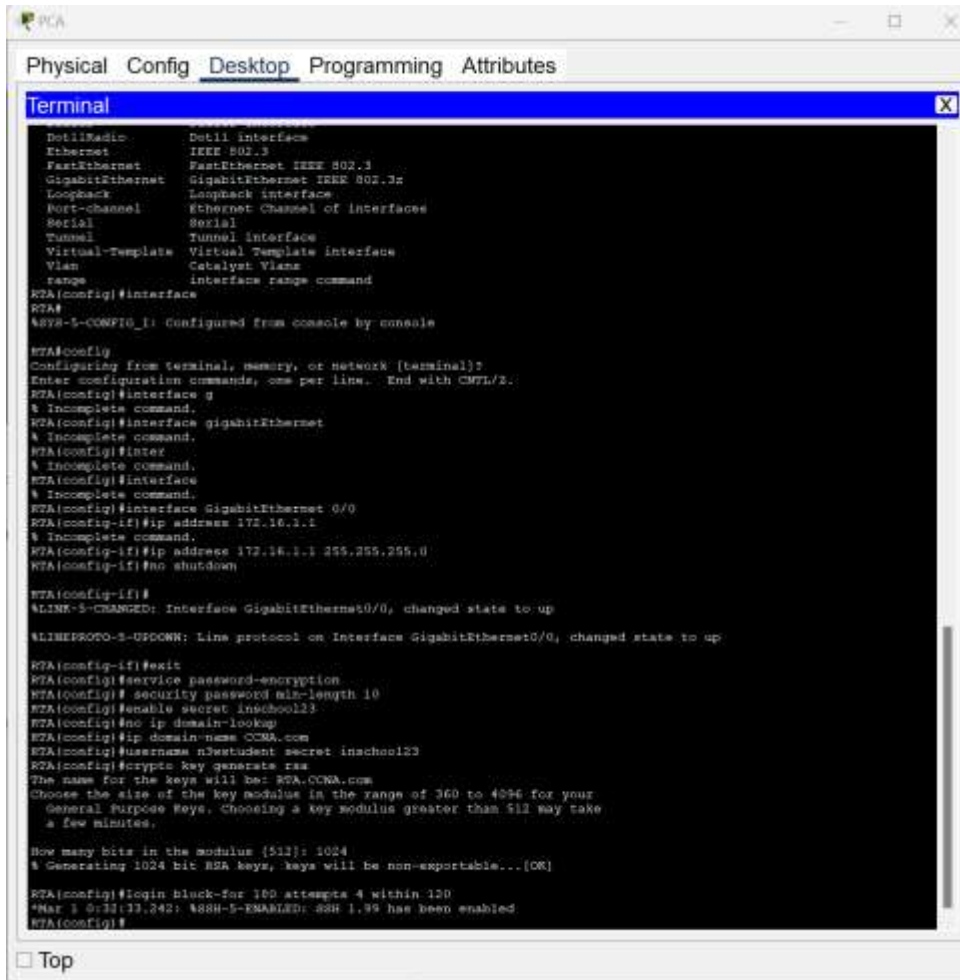 PCA
Physical Config Desktop Programming Attributes
Terminal
X
Dot11Radio Dot11 interface
Ethernet IEEE 802.3
FastEthernet FastEthernet IEEE 802.3
GigabitEthernet GigabitEthernet IEEE 802.3z
Loopback Loopback interface
Port-channel Ethernet Channel of interfaces
Serial Serial
Tunnel Tunnel interface
Virtual-Template Virtual Template interface
Vlan Catalyst Vlans
range interface range command
RTA(config)#interface
RTA#
%SYS-5-CONFIG_I: Configured from console by console
RTA#config
Configuring from terminal, memory, or network [terminal]?
Enter configuration commands, one per line. End with CNTL/Z.
RTA(config)#interface g
% Incomplete command.
RTA(config)#interface gigabitEthernet
% Incomplete command.
RTA(config)#inter
% Incomplete command.
RTA(config)#interface
% Incomplete command.
RTA(config)#interface GigabitEthernet 0/0
RTA(config-if)#ip address 172.16.1.1
% Incomplete command.
RTA(config-if)#ip address 172.16.1.1 255.255.255.0
RTA(config-if)#no shutdown
RTA(config-if)#
%LINK-5-CHANGED: Interface GigabitEthernet0/0, changed state to up
%LINEPROTO-5-UPDOWN: Line protocol on Interface GigabitEthernet0/0, changed state to up
RTA(config-if)#exit
RTA(config)#service password-encryption
RTA(config)# security password min-length 10
RTA(config)#enable secret inschool23
RTA(config)#no ip domain-lookup
RTA(config)#ip domain-name CCNA.com
RTA(config)#username n3wstudent secret inschool23
RTA(config)#crypto key generate rsa
The name for the keys will be: RTA.CCNA.com
Choose the size of the key modulus in the range of 360 to 4096 for your
General Purpose Keys. Choosing a key modulus greater than 512 may take
a few minutes.
How many bits in the modulus [512]: 1024
% Generating 1024 bit RSA keys, keys will be non-exportable...[OK]
RTA(config)#login block-for 180 attempts 4 within 120
*Mar 1 0:32:33.242: %SSH-5-ENABLED: SSH 1.99 has been enabled
RTA(config)#
Top